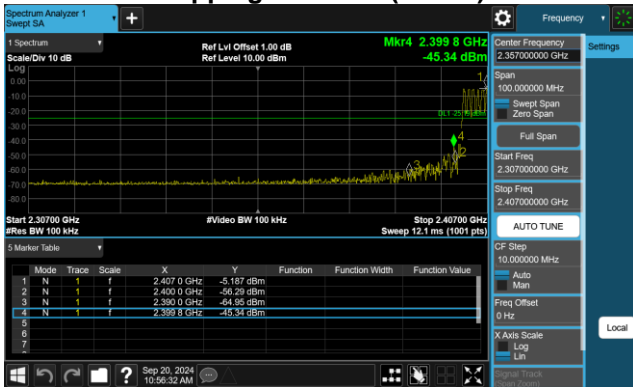 Spectrum Analyzer 1
Swept SA
Frequency
1 Spectrum
Ref Lvl Offset 1.00 dB
Mkr4 2.399 8 GHz
Scale/Div 10 dB
Ref Level 10.00 dBm
-45.34 dBm
Log
0.00
-10.0
-20.0
-30.0
-40.0
-50.0
-60.0
-70.0
-80.0
1
4
2
3
Start 2.30700 GHz
#Video BW 100 kHz
Stop 2.40700 GHz
#Res BW 100 kHz
Sweep 12.1 ms (1001 pts)
5 Marker Table
Mode Trace Scale X Y Function Function Width Function Value
1 N 1 f 2.407 0 GHz -5.187 dBm
2 N 1 f 2.400 0 GHz -56.29 dBm
3 N 1 f 2.390 0 GHz -64.95 dBm
4 N 1 f 2.399 8 GHz -45.34 dBm
5
6
7
Sep 20, 2024
10:56:32 AM
Center Frequency
2.357000000 GHz
Settings
Span
100.000000 MHz
Swept Span
Zero Span
Full Span
Start Freq
2.307000000 GHz
Stop Freq
2.407000000 GHz
AUTO TUNE
CF Step
10.000000 MHz
Auto
Man
Freq Offset
0 Hz
Local
X Axis Scale
Log
Lin
Signal Track
(Span Zoom)